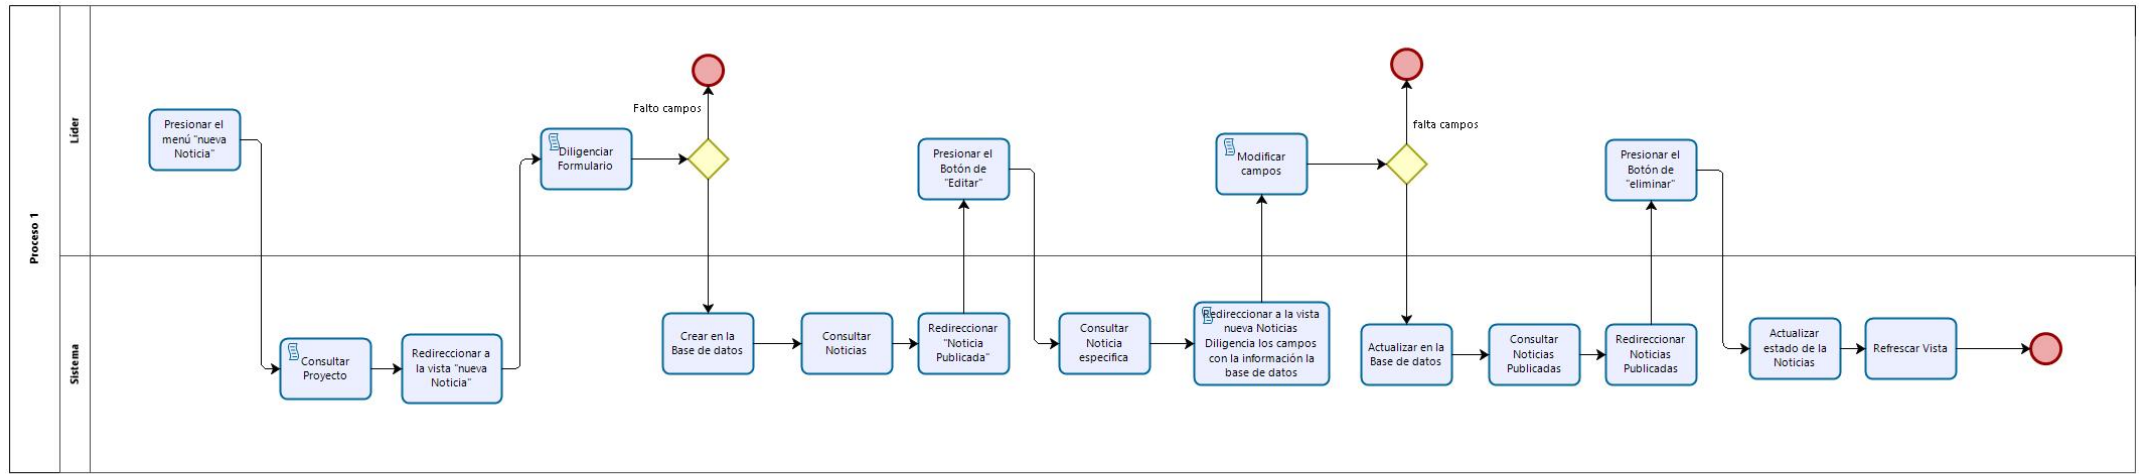 Proceso 1
Líder
Sistema
Presionar el
menú "nueva
Noticia"
Consultar
Proyecto
Redireccionar a
la vista "nueva
Noticia"
Diligenciar
Formulario
Falto campos
Crear en la
Base de datos
Consultar
Noticias
Redireccionar
"Noticia
Publicada"
Presionar el
Botón de
"Editar"
Consultar
Noticia
especifica
Redireccionar a la vista
nueva Noticias
Diligencia los campos
con la información la
base de datos
Modificar
campos
falta campos
Actualizar en la
Base de datos
Consultar
Noticias
Publicadas
Redireccionar
Noticias
Publicadas
Presionar el
Botón de
"eliminar"
Actualizar
estado de la
Noticias
Refrescar Vista